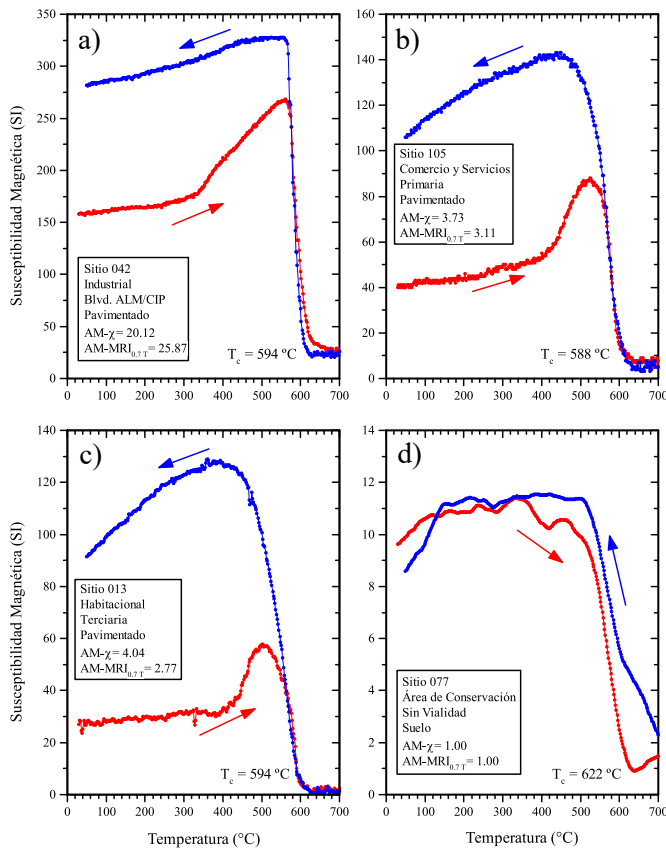 a)
350
300
250
200
150
100
50
0
Sitio 042
Industrial
Blvd. ALM/CIP
Pavimentado
AM-χ= 20.12
AM-MRI0.7 T= 25.87
Tc = 594 ºC
0 100 200 300 400 500 600 700
Susceptibilidad Magnética (SI)
b)
160
140
120
100
80
60
40
20
0
Sitio 105
Comercio y Servicios
Primaria
Pavimentado
AM-χ= 3.73
AM-MRI0.7 T= 3.11
Tc = 588 ºC
0 100 200 300 400 500 600 700
c)
140
120
100
80
60
40
20
0
Sitio 013
Habitacional
Terciaria
Pavimentado
AM-χ= 4.04
AM-MRI0.7 T= 2.77
Tc = 594 ºC
0 100 200 300 400 500 600 700
Temperatura (°C)
Susceptibilidad Magnética (SI)
d)
14
12
10
8
6
4
2
0
Sitio 077
Área de Conservación
Sin Vialidad
Suelo
AM-χ= 1.00
AM-MRI0.7 T= 1.00
Tc = 622 ºC
0 100 200 300 400 500 600 700
Temperatura (°C)